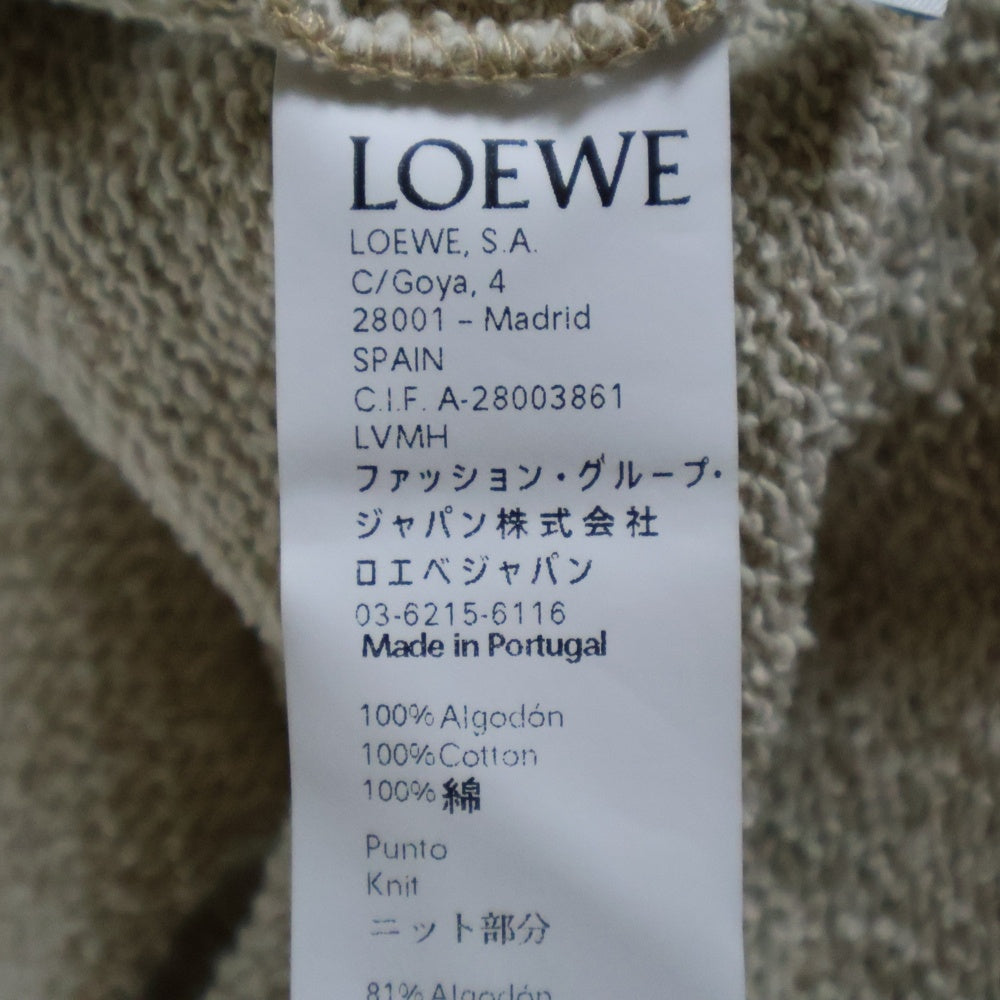 LOEWE
LOEWE, S.A.
C/Goya, 4
28001 – Madrid
SPAIN
C.I.F. A-28003861
LVMH
ファッション・グループ・
ジャパン株式会社
ロエベジャパン
03-6215-6116
Made in Portugal
100% Algodón
100% Cotton
100% 綿
Punto
Knit
ニット部分
81% Algodón